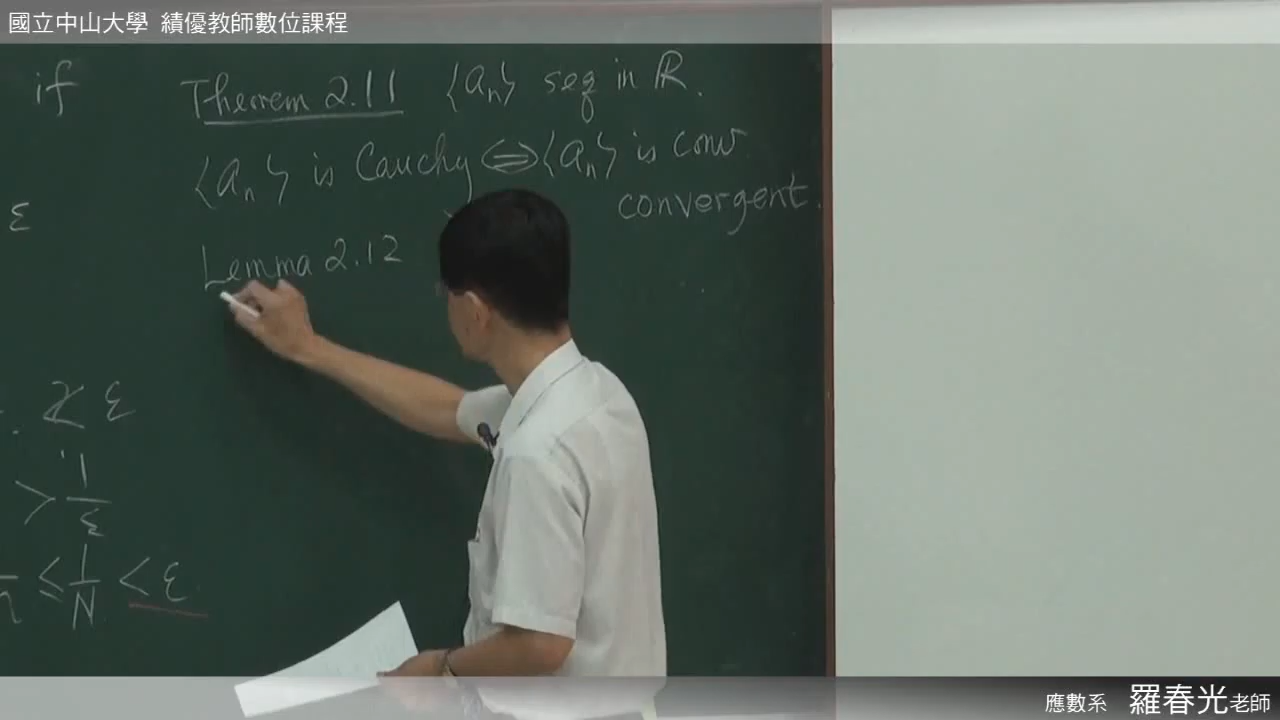 國立中山大學 績優教師數位課程
if
ε
≮ ε
> 1/ε
≤ 1/N < ε
Theorem 2.11 ⟨aₙ⟩ seq in ℝ.
⟨aₙ⟩ is Cauchy ⇔ ⟨aₙ⟩ is conv
convergent.
Lemma 2.12
應數系 羅春光老師